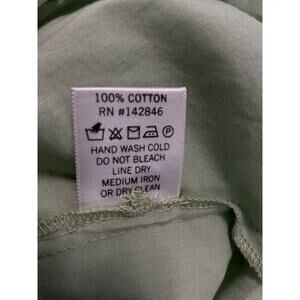 100% COTTON
RN #142846
HAND WASH COLD
DO NOT BLEACH
LINE DRY
MEDIUM IRON
OR DRY CLEAN